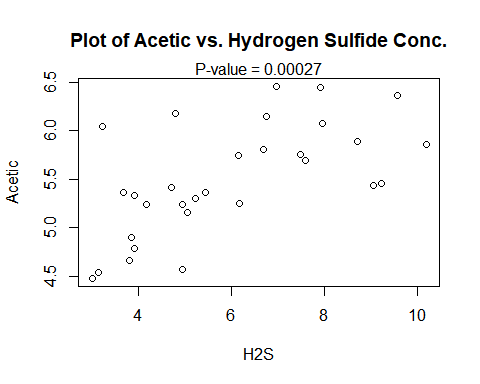 Plot of Acetic vs. Hydrogen Sulfide Conc.
P-value = 0.00027
6.5
6.0
5.5
5.0
4.5
Acetic
4 6 8 10
H2S